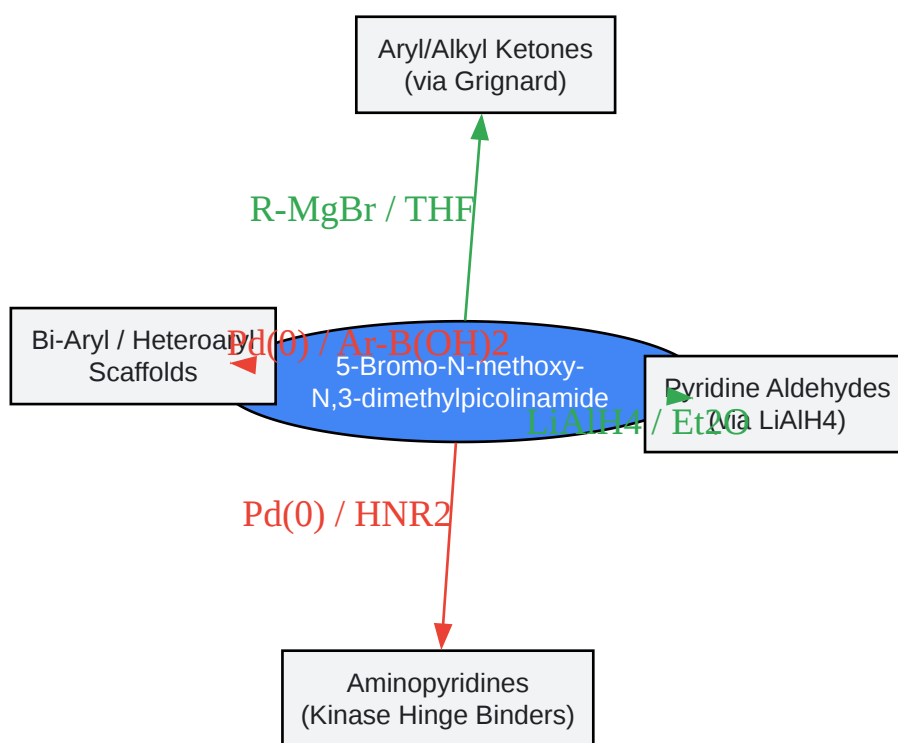 Aryl/Alkyl Ketones
(via Grignard)
R-MgBr / THF
Bi-Aryl / Heteroaryl
Scaffolds
Pd(0) / Ar-B(OH)2
5-Bromo-N-methoxy-
N,3-dimethylpicolinamide
Pyridine Aldehydes
(via LiAlH4)
LiAlH4 / Et2O
Pd(0) / HNR2
Aminopyridines
(Kinase Hinge Binders)